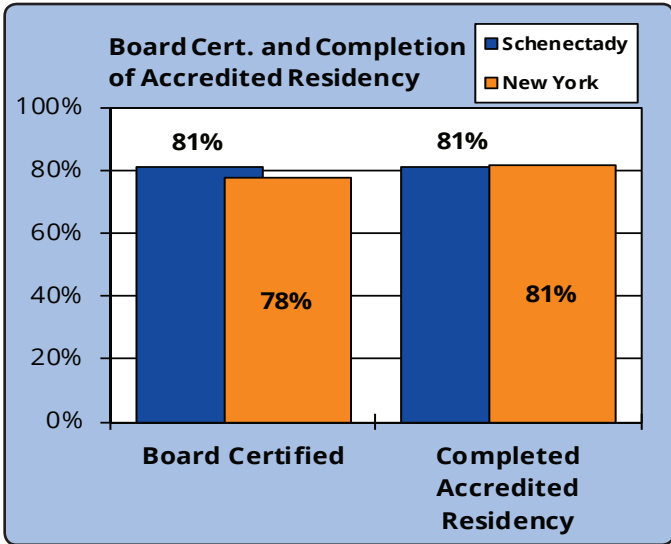 Board Cert. and Completion
of Accredited Residency
Schenectady
New York
100%
80%
60%
40%
20%
0%
81%
78%
81%
81%
Board Certified
Completed
Accredited
Residency